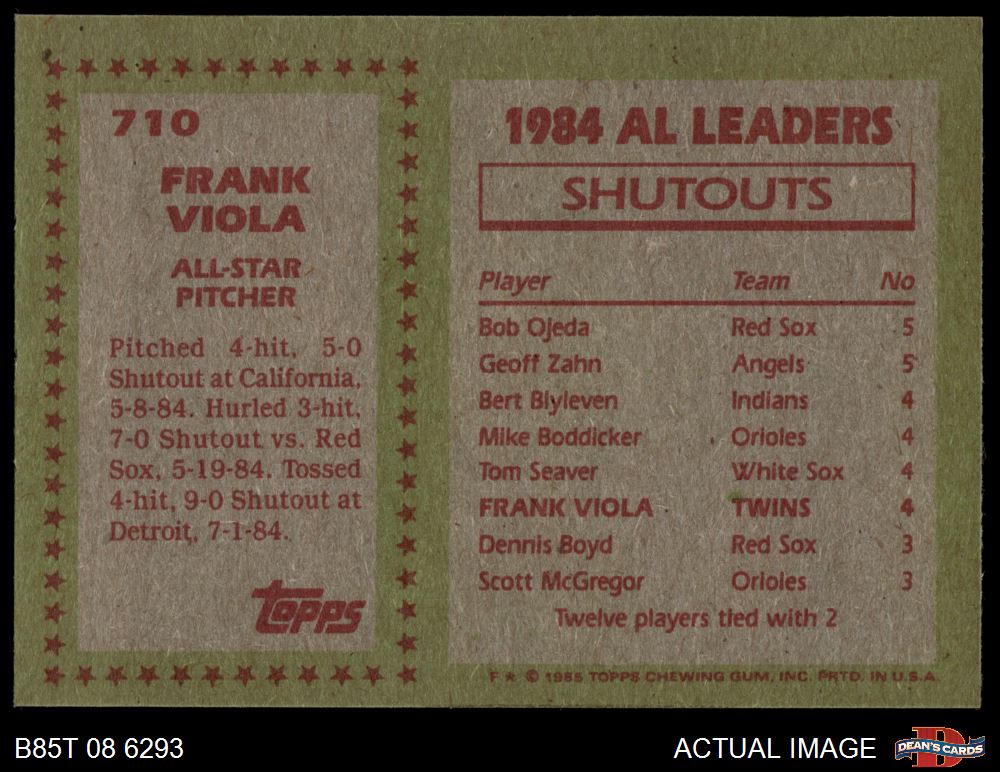 710
FRANK
VIOLA
ALL-STAR
PITCHER
Pitched 4-hit, 5-0
Shutout at California,
5-8-84. Hurled 3-hit,
7-0 Shutout vs. Red
Sox, 5-19-84. Tossed
4-hit, 9-0 Shutout at
Detroit, 7-1-84.
topps
1984 AL LEADERS
SHUTOUTS
Player Team No
Bob Ojeda Red Sox 5
Geoff Zahn Angels 5
Bert Blyleven Indians 4
Mike Boddicker Orioles 4
Tom Seaver White Sox 4
FRANK VIOLA TWINS 4
Dennis Boyd Red Sox 3
Scott McGregor Orioles 3
Twelve players tied with 2
F ★ © 1985 TOPPS CHEWING GUM, INC. PRTD. IN U.S.A.
B85T 08 6293
ACTUAL IMAGE
D
DEAN'S CARDS